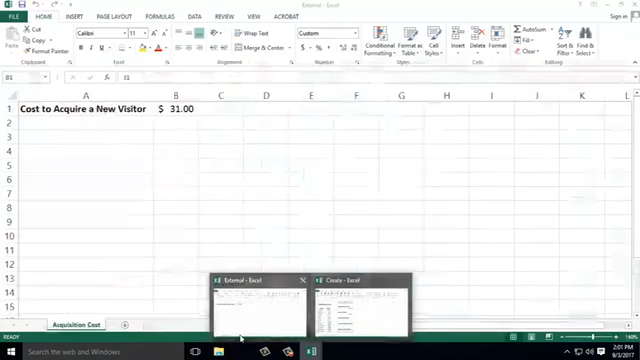 External - Excel
Sign in
FILE HOME INSERT PAGE LAYOUT FORMULAS DATA REVIEW VIEW ACROBAT
Cut
Copy
Format Painter
Paste
Clipboard
Calibri 11
B I U
Font
Wrap Text
Merge & Center
Alignment
Custom
$ % ,
Number
Conditional Formatting
Format as Table
Cell Styles
Styles
Insert Delete Format
Cells
AutoSum
Fill
Clear
Sort & Filter
Find & Select
Editing
B1 fx 31
A B C D E F G H I J K L
1 Cost to Acquire a New Visitor $ 31.00
2
3
4
5
6
7
8
9
10
11
12
13
14
15
External - Excel
Create - Excel
Acquisition Cost
READY
160%
Search the web and Windows
2:01 PM
9/3/2017